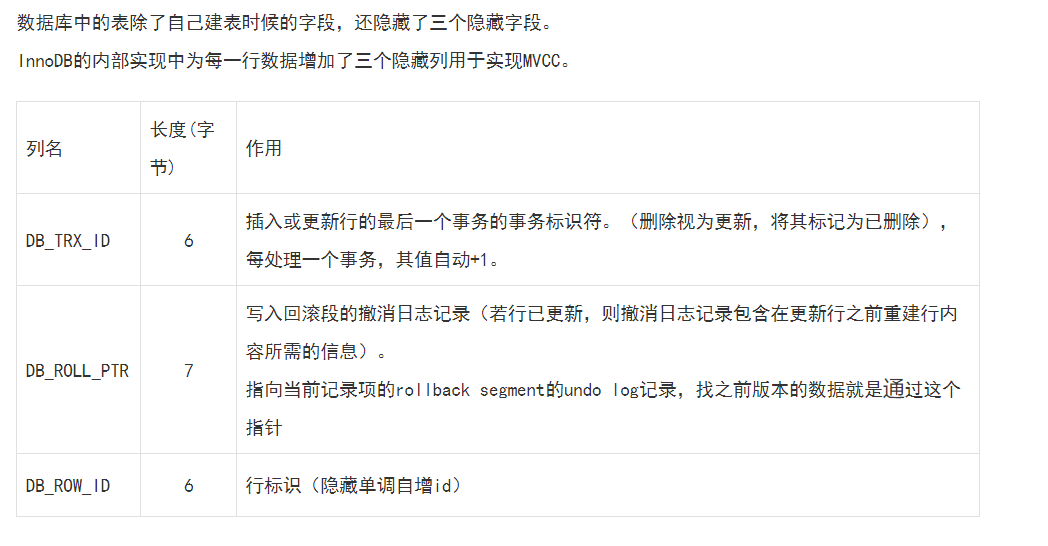 数据库中的表除了自己建表时候的字段，还隐藏了三个隐藏字段。
InnoDB的内部实现中为每一行数据增加了三个隐藏列用于实现MVCC。
列名
长度(字
节)
作用
DB_TRX_ID
6
插入或更新行的最后一个事务的事务标识符。（删除视为更新，将其标记为已删除），
每处理一个事务，其值自动+1。
DB_ROLL_PTR
7
写入回滚段的撤消日志记录（若行已更新，则撤消日志记录包含在更新行之前重建行内
容所需的信息）。
指向当前记录项的rollback segment的undo log记录，找之前版本的数据就是通过这个
指针
DB_ROW_ID
6
行标识（隐藏单调自增id）